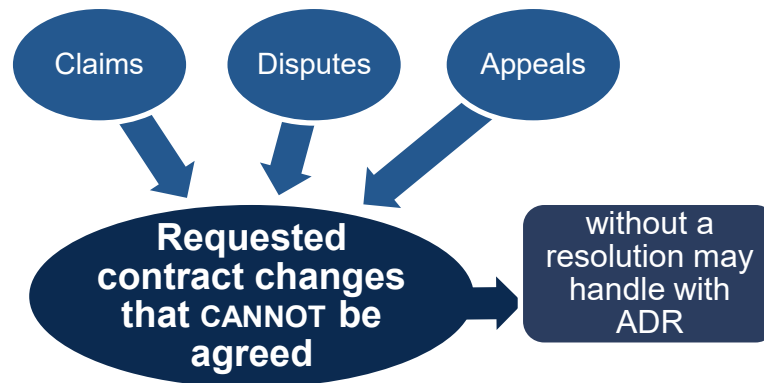 Claims
Disputes
Appeals
Requested
contract changes
that CANNOT be
agreed
without a
resolution may
handle with
ADR